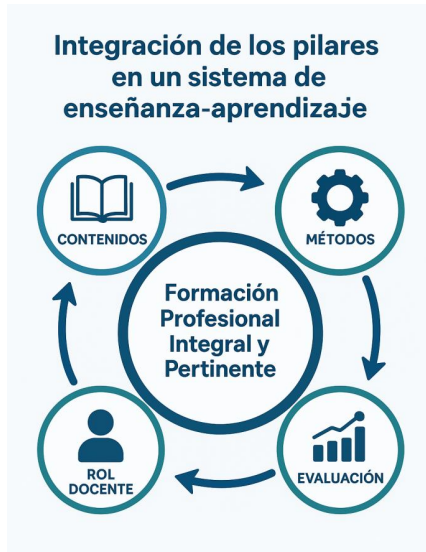 Integración de los pilares
en un sistema de
enseñanza-aprendizaje
CONTENIDOS
MÉTODOS
Formación
Profesional
Integral y
Pertinente
ROL
DOCENTE
EVALUACIÓN